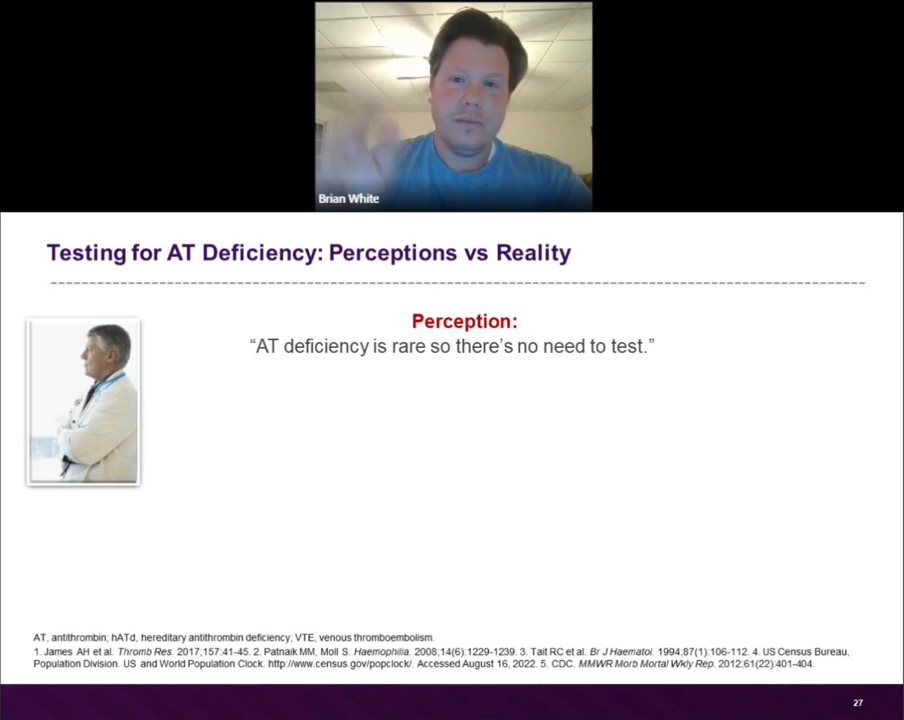 Brian White
Testing for AT Deficiency: Perceptions vs Reality
Perception:
“AT deficiency is rare so there’s no need to test.”
AT, antithrombin; hATd, hereditary antithrombin deficiency; VTE, venous thromboembolism.
1. James AH et al. Thromb Res. 2017;157:41-45. 2. Patnaik MM, Moll S. Haemophilia. 2008;14(6):1229-1239. 3. Tait RC et al. Br J Haematol. 1994;87(1):106-112. 4. US Census Bureau,
Population Division. US and World Population Clock. http://www.census.gov/popclock/. Accessed August 16, 2022. 5. CDC. MMWR Morb Mortal Wkly Rep. 2012;61(22):401-404.
27